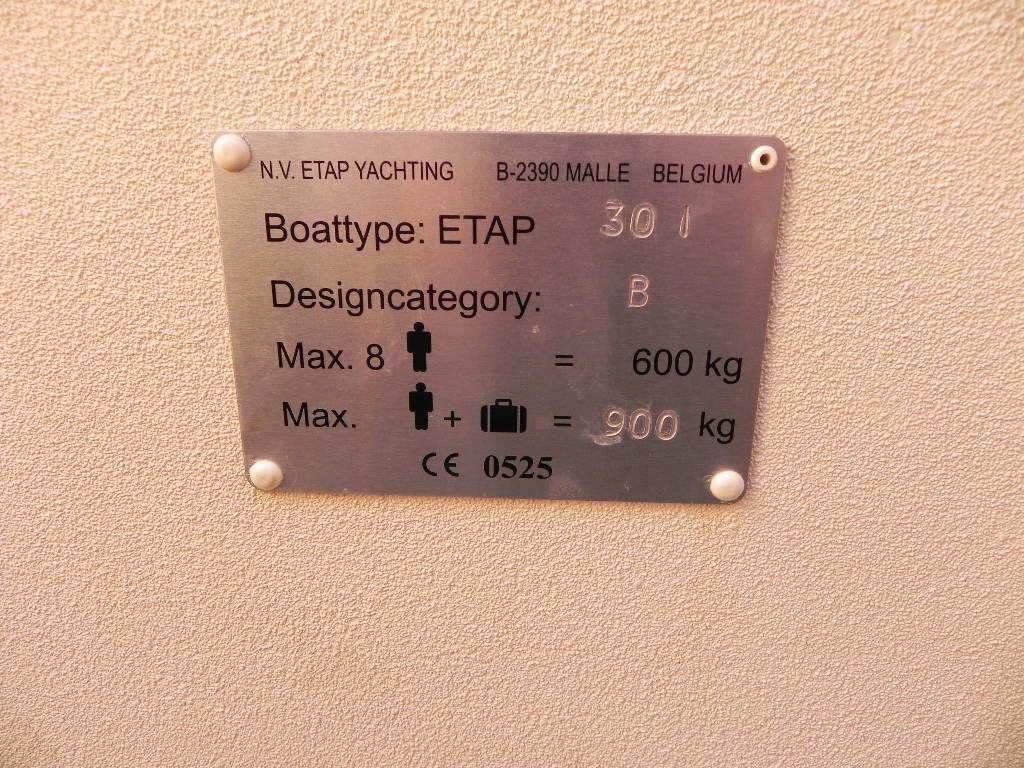 N.V. ETAP YACHTING B-2390 MALLE BELGIUM
Boattype: ETAP 30 I
Designcategory: B
Max. 8 = 600 kg
Max. + = 900 kg
CE 0525